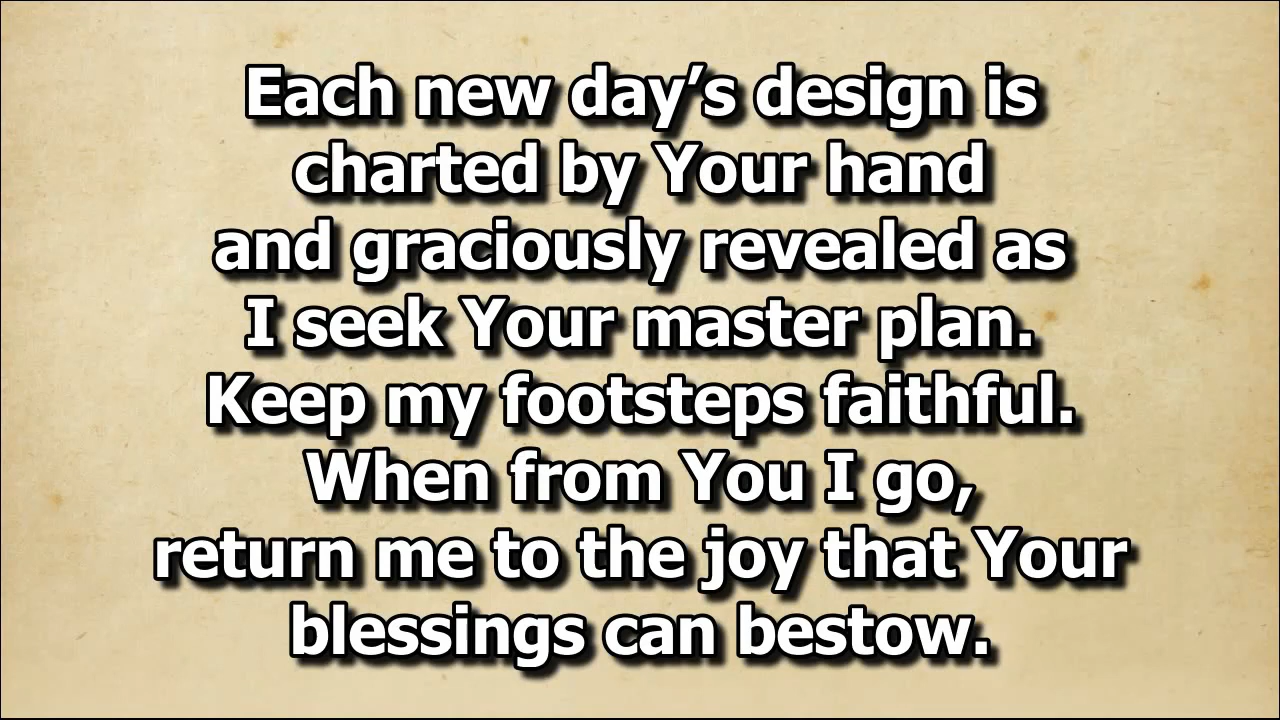 Each new day’s design is
charted by Your hand
and graciously revealed as
I seek Your master plan.
Keep my footsteps faithful.
When from You I go,
return me to the joy that Your
blessings can bestow.